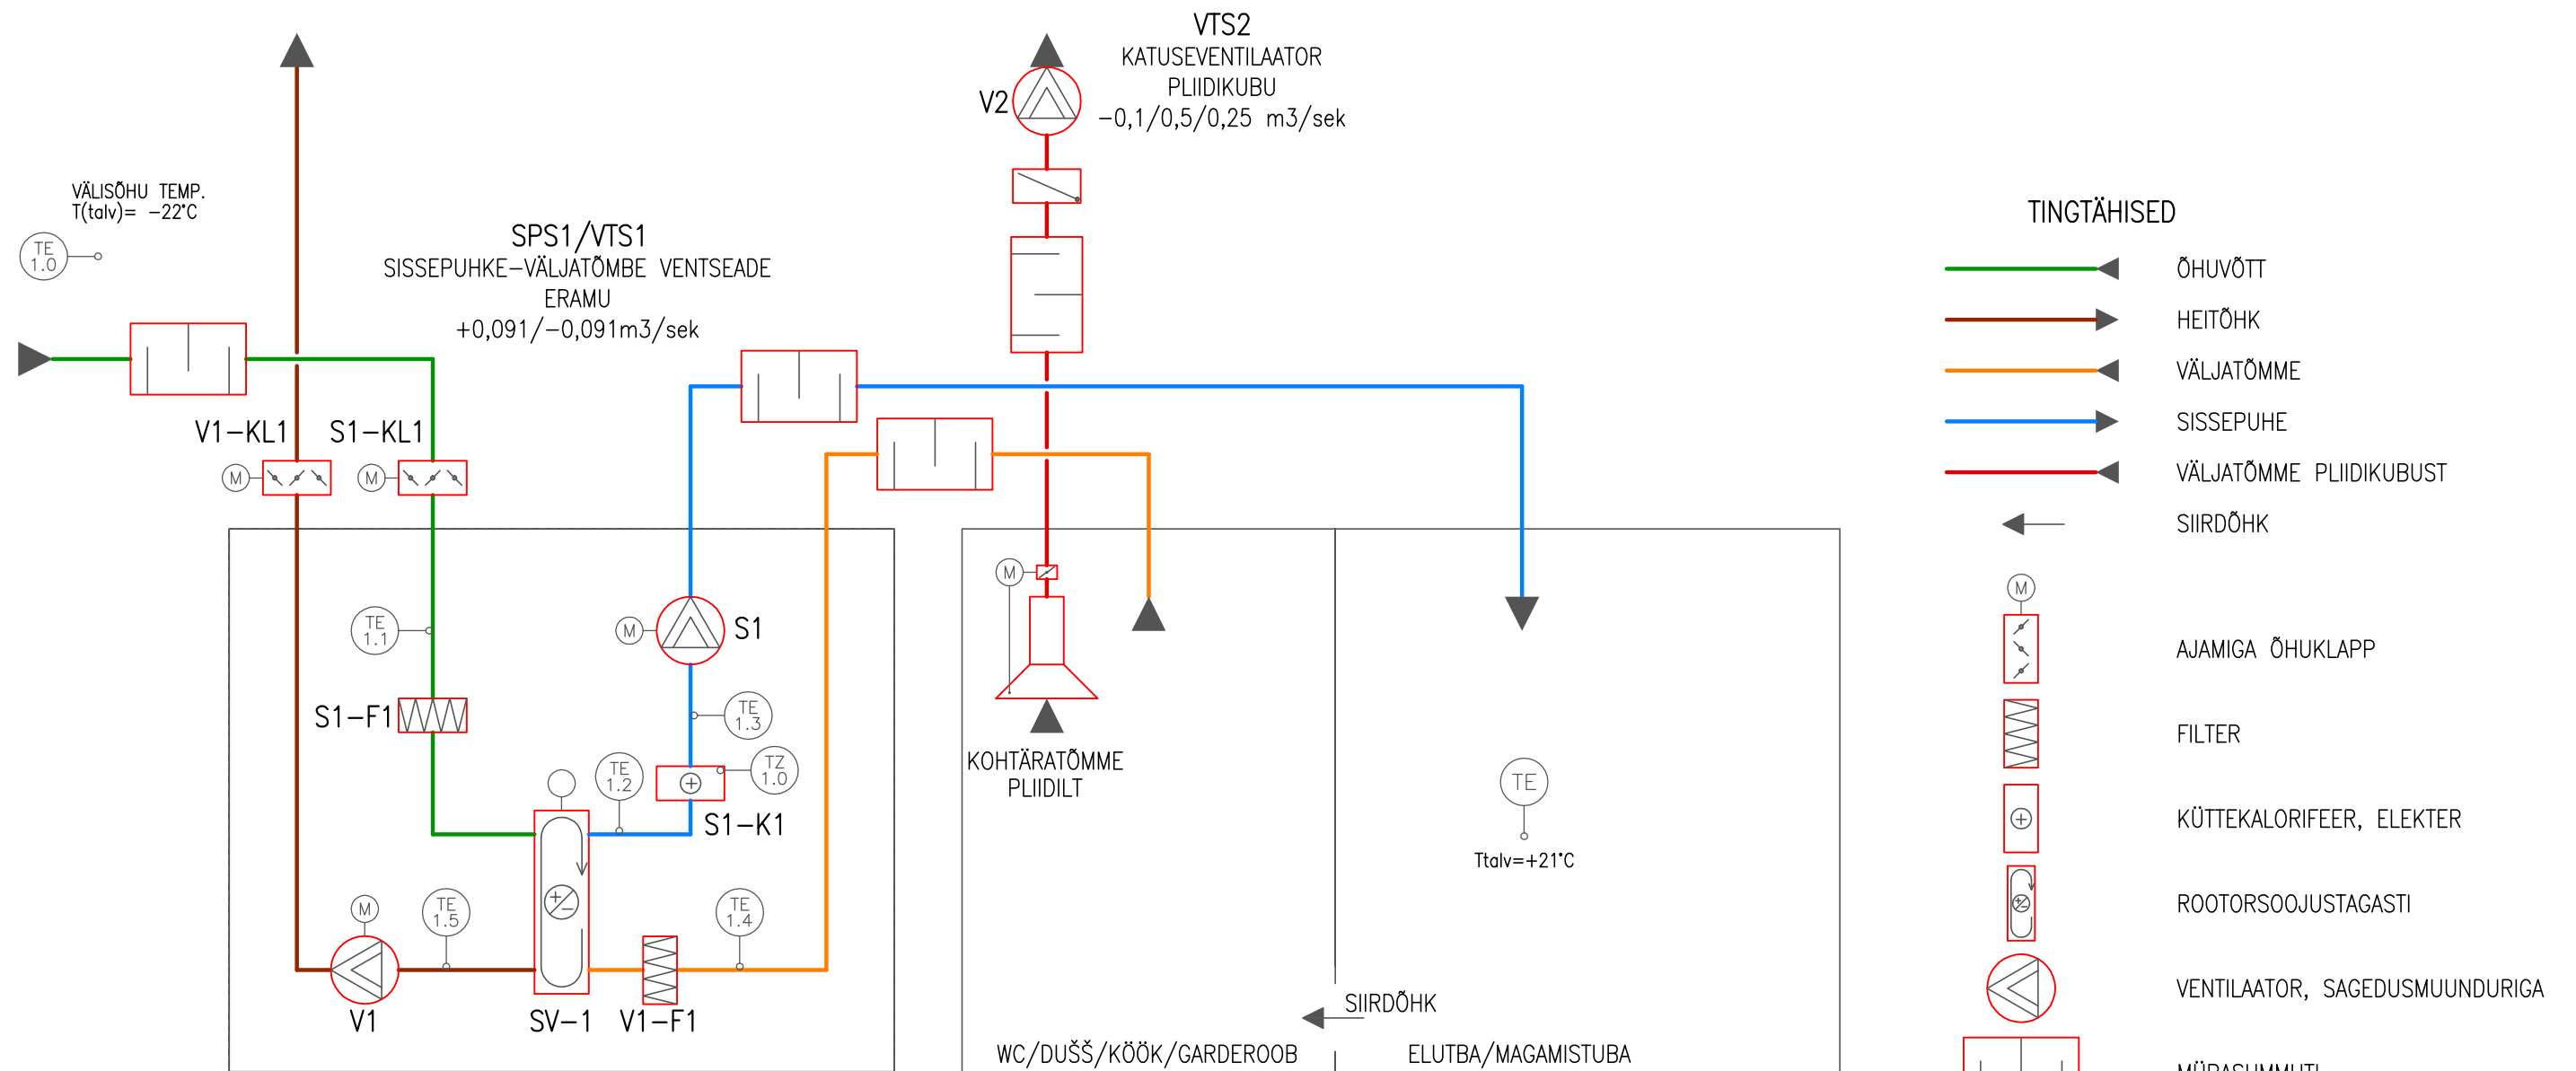 VTS2
KATUSEVENTILAATOR
PLIIDIKUBU
-0,1/0,5/0,25 m3/sek
V2
VÄLISÕHU TEMP.
T(talv)= -22°C
TE
1.0
SPS1/VTS1
SISSEPUHKE-VÄLJATÕMBE VENTSEADE
ERAMU
+0,091/-0,091m3/sek
V1-KL1
S1-KL1
M
M
TE
1.1
M
S1
S1-F1
TE
1.3
TE
1.2
TZ
1.0
S1-K1
M
TE
1.5
TE
1.4
V1
SV-1
V1-F1
M
KOHTÄRATÕMME
PLIIDILT
TE
Ttalv=+21°C
SIIRDÕHK
WC/DUŠŠ/KÖÖK/GARDEROOB
ELUTBA/MAGAMISTUBA
TINGTÄHISED
ÕHUVÕTT
HEITÕHK
VÄLJATÕMME
SISSEPUHE
VÄLJATÕMME PLIIDIKUBUST
SIIRDÕHK
M
AJAMIGA ÕHUKLAPP
FILTER
KÜTTEKALORIFEER, ELEKTER
ROOTORSOOJUSTAGASTI
VENTILAATOR, SAGEDUSMUUNDURIGA